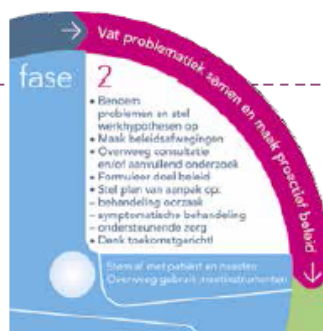 Vat problematiek samen en maak proactief beleid
fase 2
• Benoem
problemen en stel
werkhypothesen op
• Maak beleidsafwegingen
• Overweeg consultatie
en/of aanvullend onderzoek
• Formuleer doel beleid
• Stel plan van aanpak op:
– behandeling oorzaak
– symptomatische behandeling
– ondersteunende zorg
• Denk toekomstgericht!
Stem af met patiënt en naasten
Overweeg gebruik meetinstrumenten